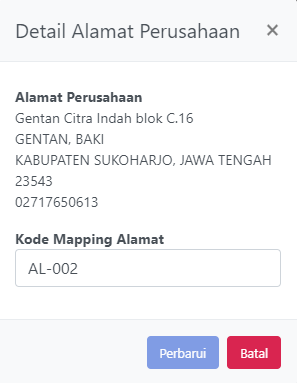 Detail Alamat Perusahaan ×
Alamat Perusahaan
Gentan Citra Indah blok C.16
GENTAN, BAKI
KABUPATEN SUKOHARJO, JAWA TENGAH
23543
02717650613
Kode Mapping Alamat
AL-002
Perbarui Batal